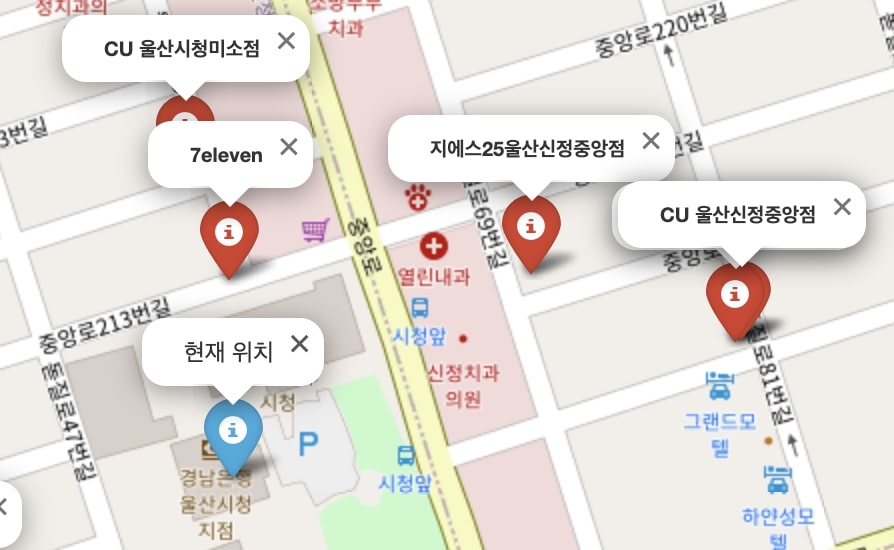 정치과의
소망부부
치과
CU 울산시청미소점
중앙로220번길
3번길
7eleven
지에스25울산신정중앙점
번길
CU 울산신정중앙점
로69번길
중앙로
중앙로
열린내과
시청앞
중앙로213번길
현재 위치
신정치과
의원
돋질로47번길
시청
P
질로81번길
그랜드모
텔
경남은행
울산시청
지점
시청앞
하얀성모
텔